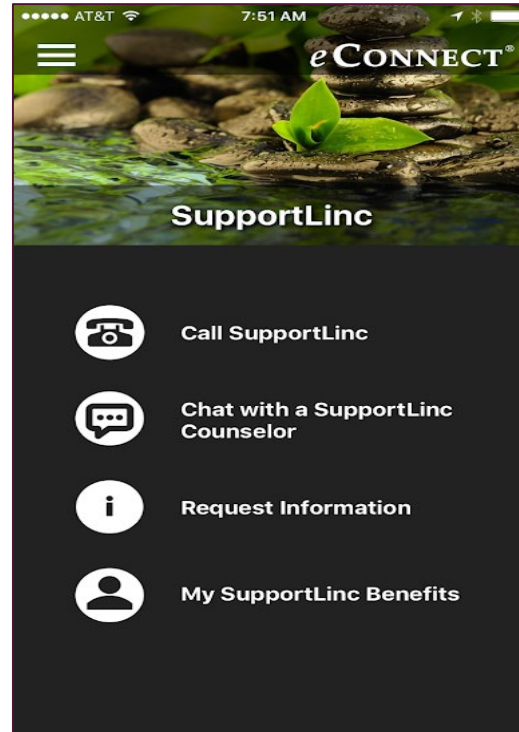 AT&T 7:51 AM
eCONNECT®
SupportLinc
Call SupportLinc
Chat with a SupportLinc
Counselor
i Request Information
My SupportLinc Benefits